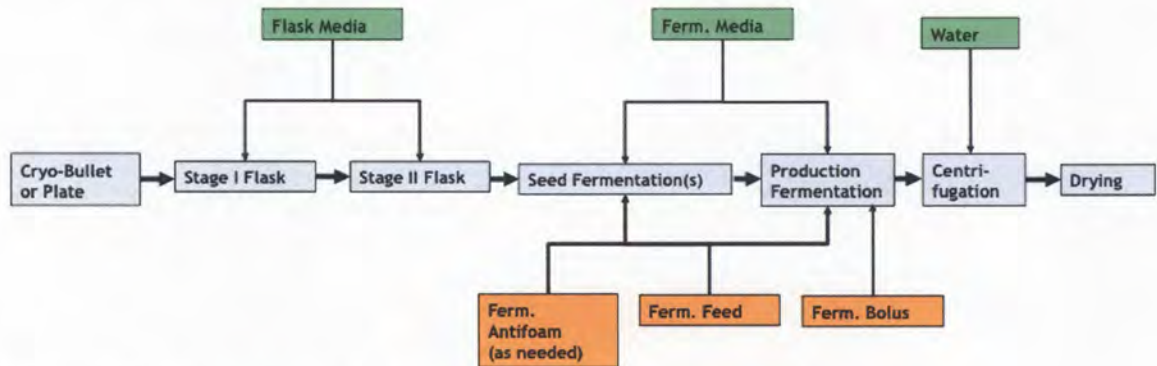 Flask Media
Ferm. Media
Water
Cryo-Bullet
or Plate
Stage I Flask
Stage II Flask
Seed Fermentation(s)
Production
Fermentation
Centri-
fugation
Drying
Ferm.
Antifoam
(as needed)
Ferm. Feed
Ferm. Bolus